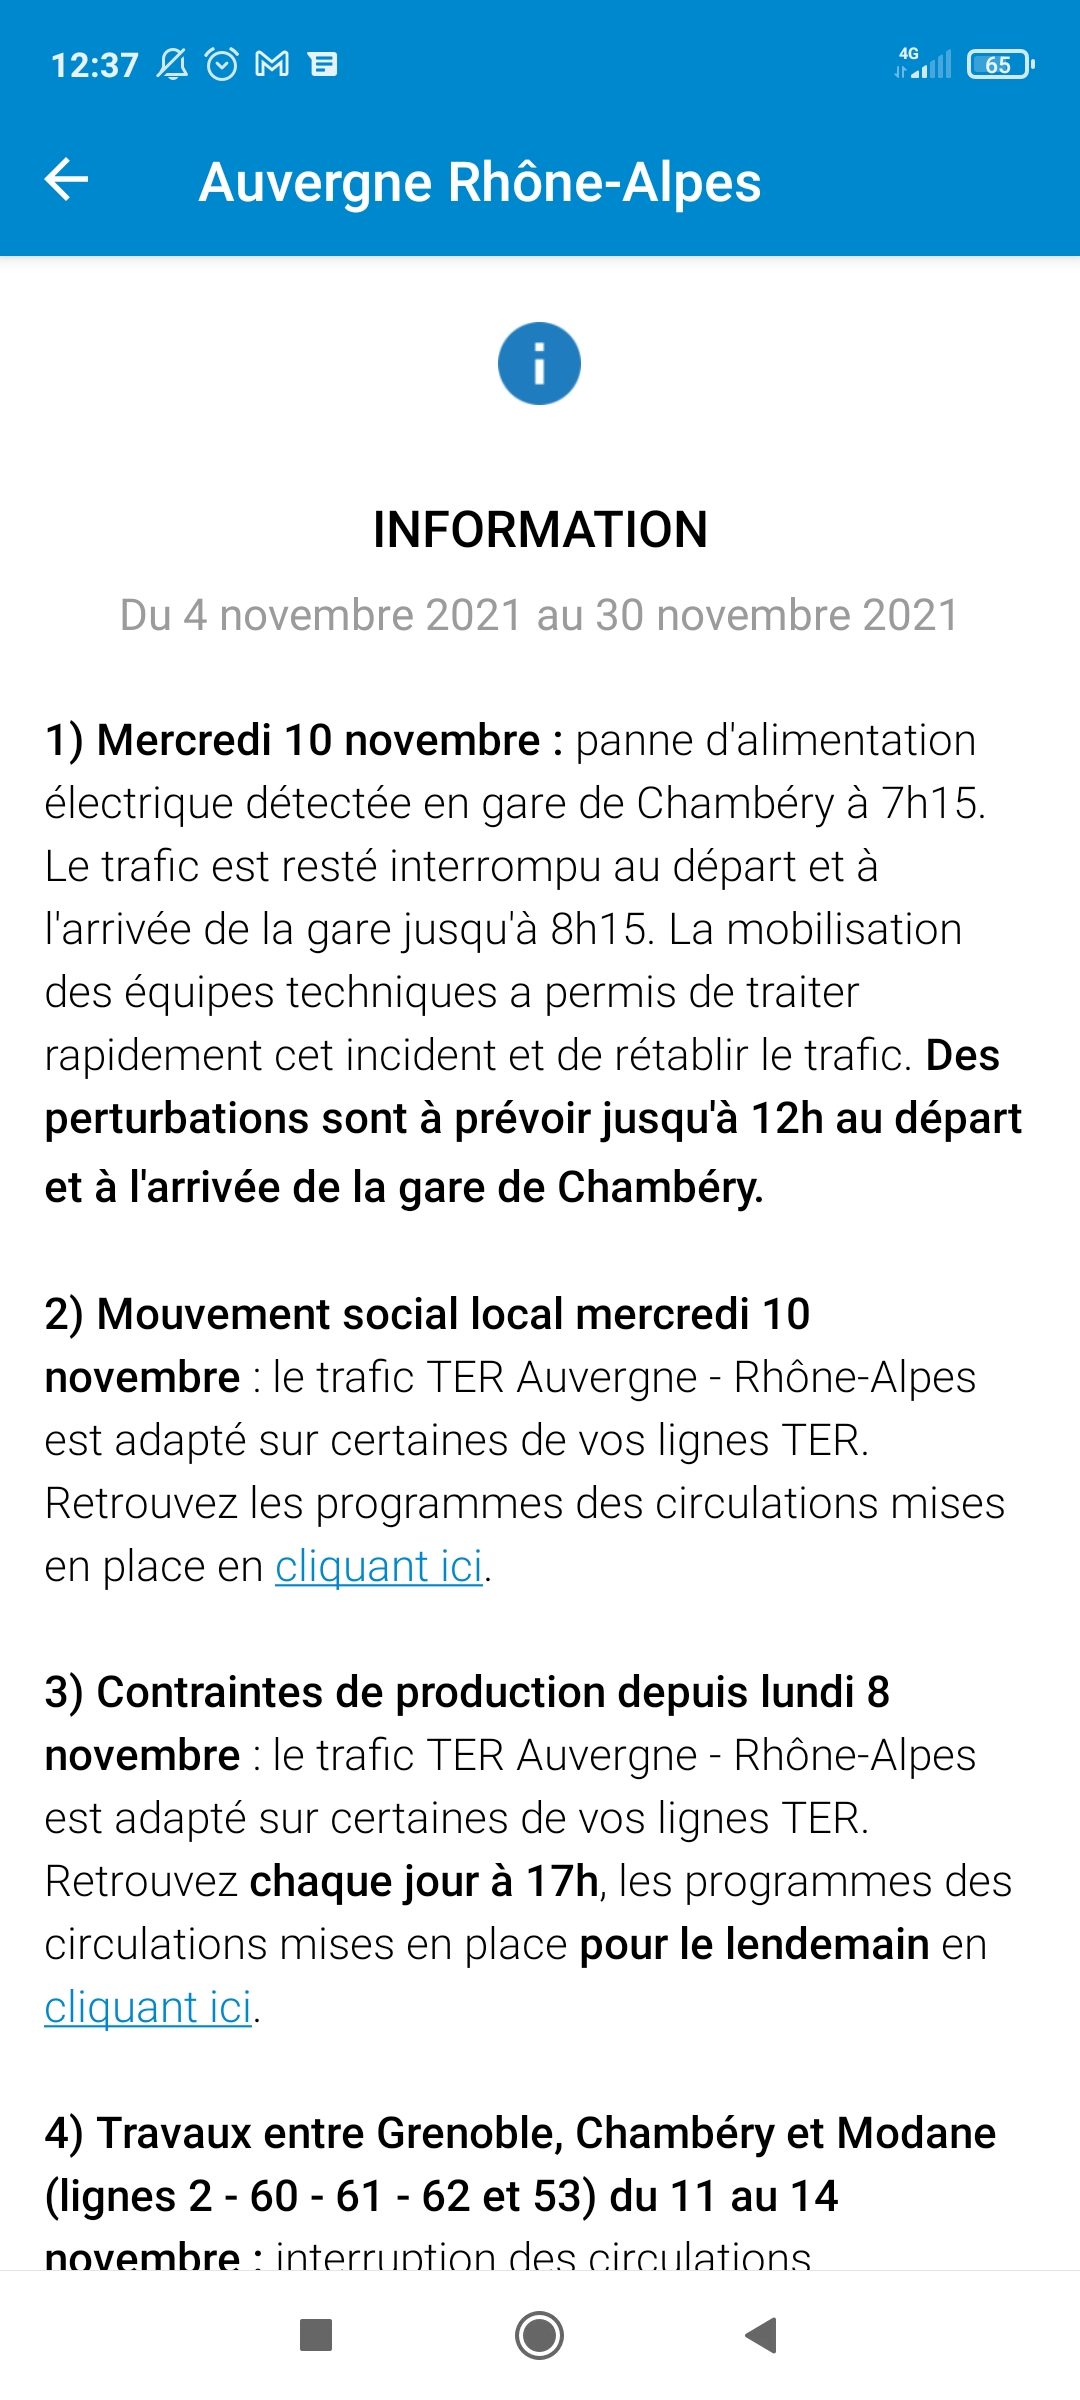 12:37
4G
65
Auvergne Rhône-Alpes
INFORMATION
Du 4 novembre 2021 au 30 novembre 2021
1) Mercredi 10 novembre : panne d'alimentation
électrique détectée en gare de Chambéry à 7h15.
Le trafic est resté interrompu au départ et à
l'arrivée de la gare jusqu'à 8h15. La mobilisation
des équipes techniques a permis de traiter
rapidement cet incident et de rétablir le trafic. Des
perturbations sont à prévoir jusqu'à 12h au départ
et à l'arrivée de la gare de Chambéry.
2) Mouvement social local mercredi 10
novembre : le trafic TER Auvergne - Rhône-Alpes
est adapté sur certaines de vos lignes TER.
Retrouvez les programmes des circulations mises
en place en cliquant ici.
3) Contraintes de production depuis lundi 8
novembre : le trafic TER Auvergne - Rhône-Alpes
est adapté sur certaines de vos lignes TER.
Retrouvez chaque jour à 17h, les programmes des
circulations mises en place pour le lendemain en
cliquant ici.
4) Travaux entre Grenoble, Chambéry et Modane
(lignes 2 - 60 - 61 - 62 et 53) du 11 au 14
novembre : interruption des circulations